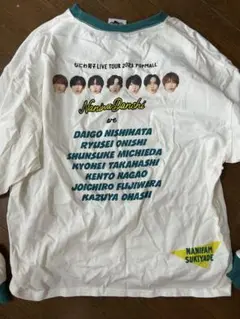 なにわ男子 LIVE TOUR 2023 'POPMALL'
Naniwa Danshi
are
DAIGO NISHIHATA
RYUSEI ONISHI
SHUNSUKE MICHIEDA
KYOHEI TAKAHASHI
KENTO NAGAO
JOICHIRO FUJIWARA
KAZUYA OHASHI
NANIFAM
SUKIYADE